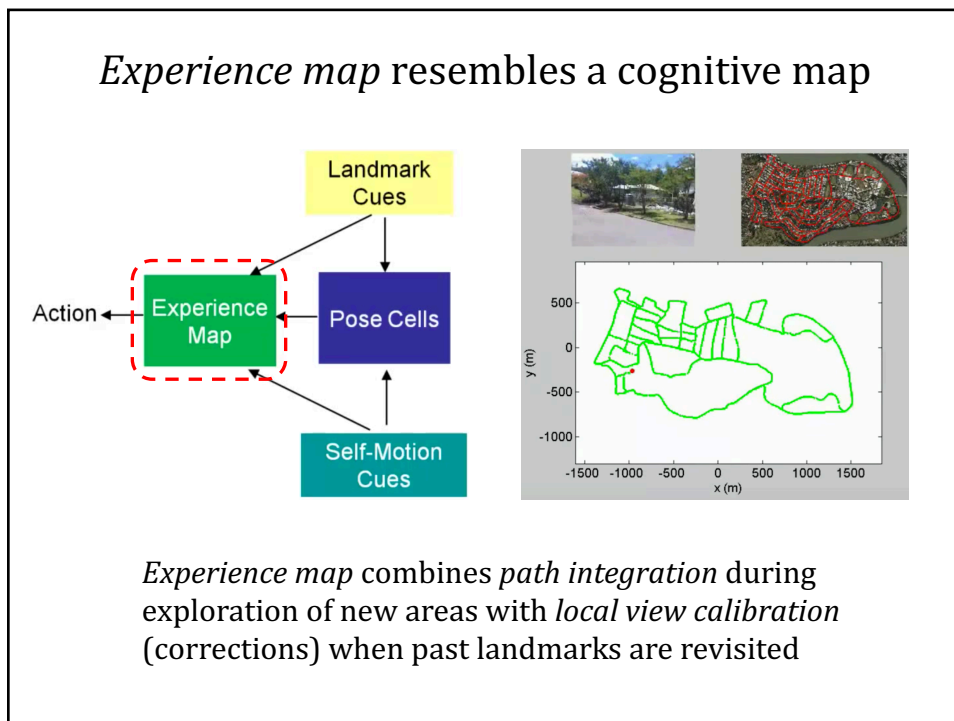 Experience map resembles a cognitive map
Landmark
Cues
Action
Experience
Map
Pose Cells
Self-Motion
Cues
500
0
-500
-1000
y (m)
-1500
-1000
-500
0
500
1000
1500
x (m)
Experience map combines path integration during
exploration of new areas with local view calibration
(corrections) when past landmarks are revisited